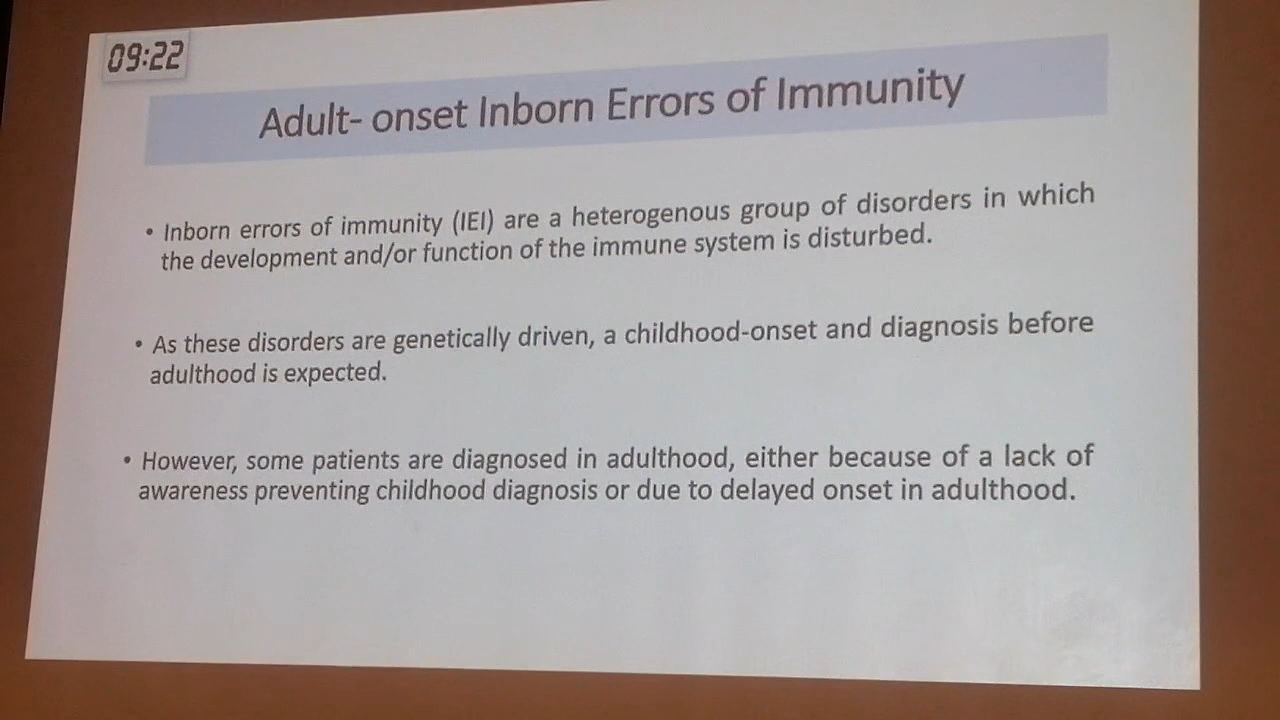 09:22
Adult- onset Inborn Errors of Immunity
• Inborn errors of immunity (IEI) are a heterogenous group of disorders in which
the development and/or function of the immune system is disturbed.
• As these disorders are genetically driven, a childhood-onset and diagnosis before
adulthood is expected.
• However, some patients are diagnosed in adulthood, either because of a lack of
awareness preventing childhood diagnosis or due to delayed onset in adulthood.